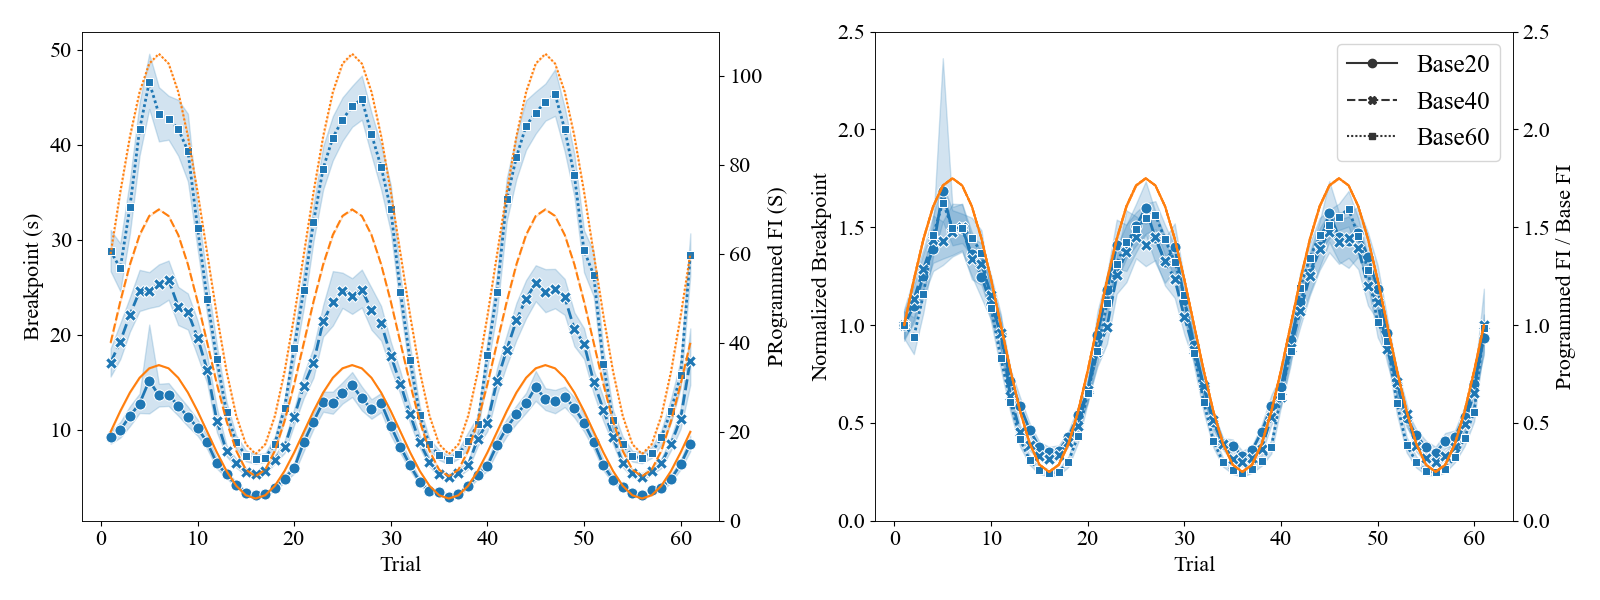 50
40
30
20
10
Breakpoint (s)
100
80
60
40
20
0
PRogrammed FI (S)
0 10 20 30 40 50 60
Trial
2.5
2.0
1.5
1.0
0.5
0.0
Normalized Breakpoint
Base20
Base40
Base60
2.5
2.0
1.5
1.0
0.5
0.0
Programmed FI / Base FI
0 10 20 30 40 50 60
Trial